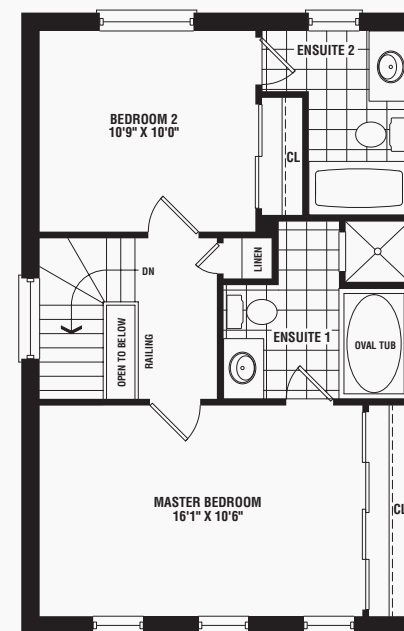 ENSUITE 2
BEDROOM 2
10'9" X 10'0"
CL
LINEN
DN
OPEN TO BELOW
RAILING
ENSUITE 1
OVAL TUB
MASTER BEDROOM
16'1" X 10'6"
CL